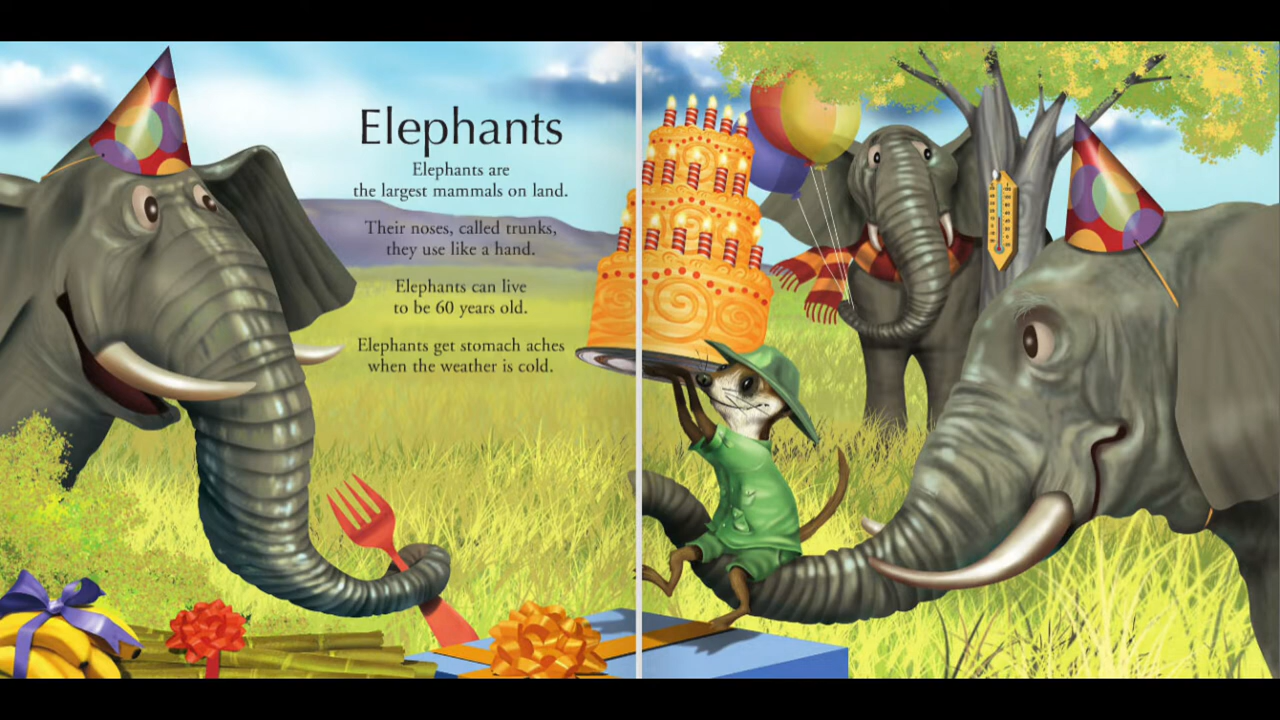 Elephants
Elephants are
the largest mammals on land.
Their noses, called trunks,
they use like a hand.
Elephants can live
to be 60 years old.
Elephants get stomach aches
when the weather is cold.